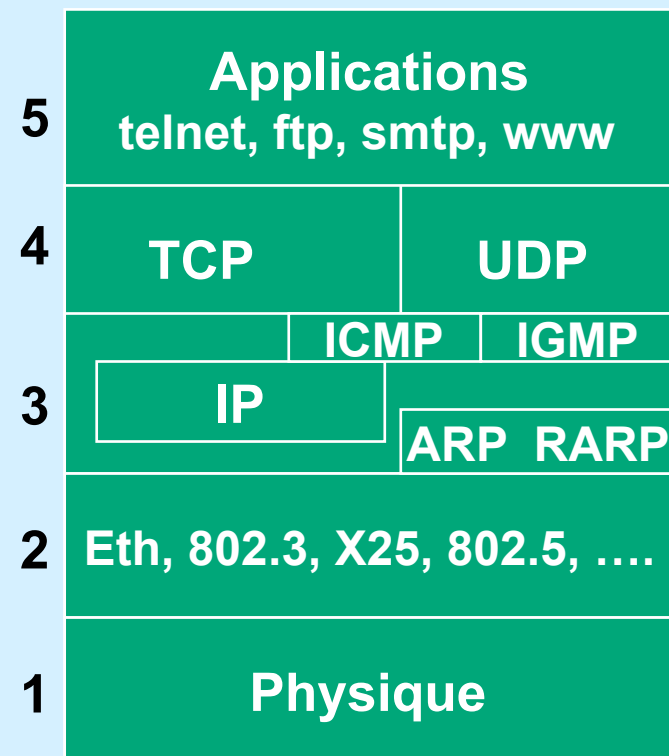 5
Applications
telnet, ftp, smtp, www
4
TCP UDP
ICMP IGMP
3
IP
ARP RARP
2
Eth, 802.3, X25, 802.5, ....
1
Physique